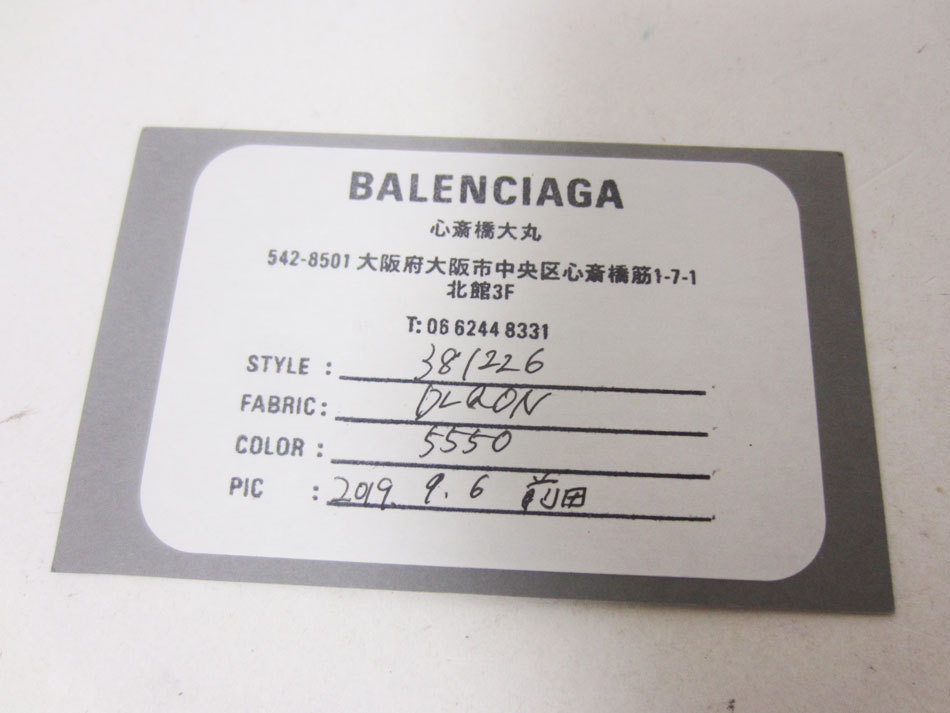 BALENCIAGA
心斎橋大丸
542-8501 大阪府大阪市中央区心斎橋筋1-7-1
北館3F
T: 06 6244 8331
STYLE : 381226
FABRIC: DLQ0N
COLOR : 5550
PIC : 2019. 9. 6 前田